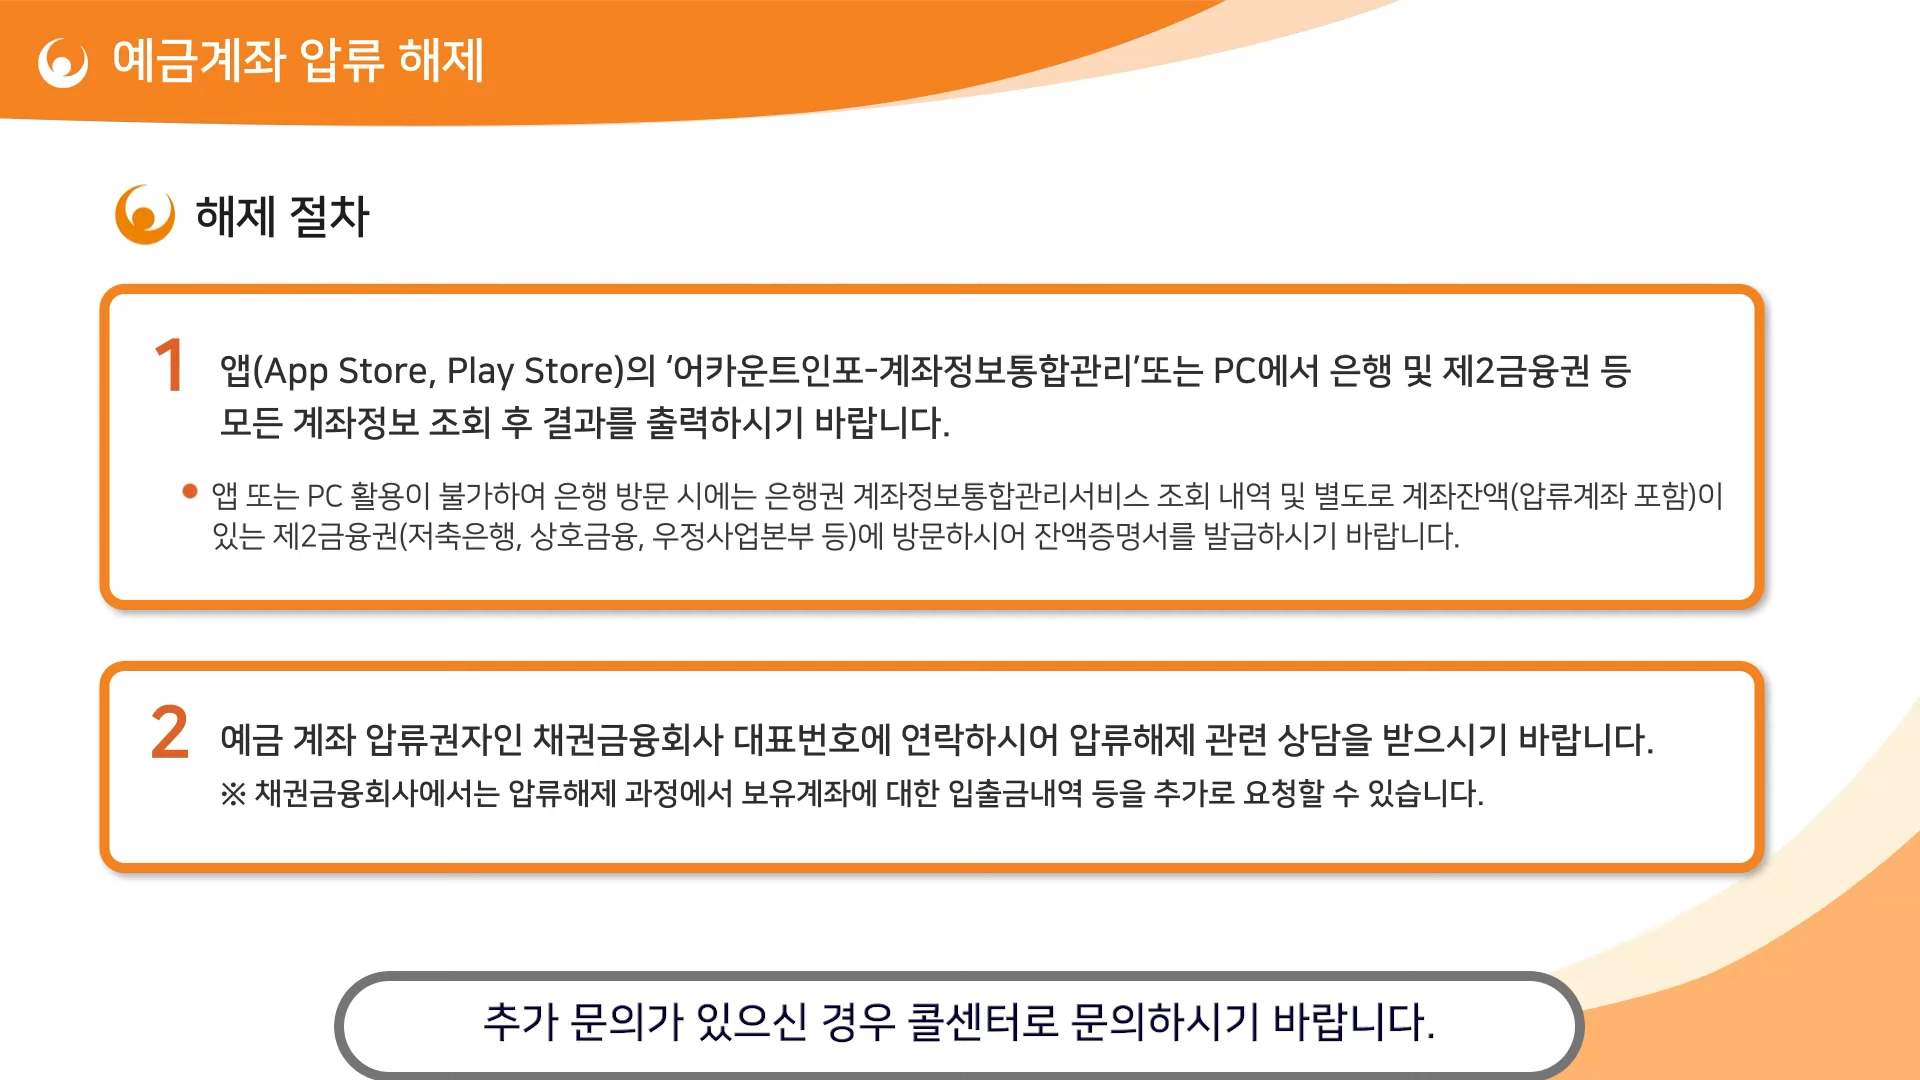 예금계좌 압류 해제
해제 절차
1
앱(App Store, Play Store)의 ‘어카운트인포-계좌정보통합관리’또는 PC에서 은행 및 제2금융권 등
모든 계좌정보 조회 후 결과를 출력하시기 바랍니다.
● 앱 또는 PC 활용이 불가하여 은행 방문 시에는 은행권 계좌정보통합관리서비스 조회 내역 및 별도로 계좌잔액(압류계좌 포함)이
있는 제2금융권(저축은행, 상호금융, 우정사업본부 등)에 방문하시어 잔액증명서를 발급하시기 바랍니다.
2
예금 계좌 압류권자인 채권금융회사 대표번호에 연락하시어 압류해제 관련 상담을 받으시기 바랍니다.
※ 채권금융회사에서는 압류해제 과정에서 보유계좌에 대한 입출금내역 등을 추가로 요청할 수 있습니다.
추가 문의가 있으신 경우 콜센터로 문의하시기 바랍니다.